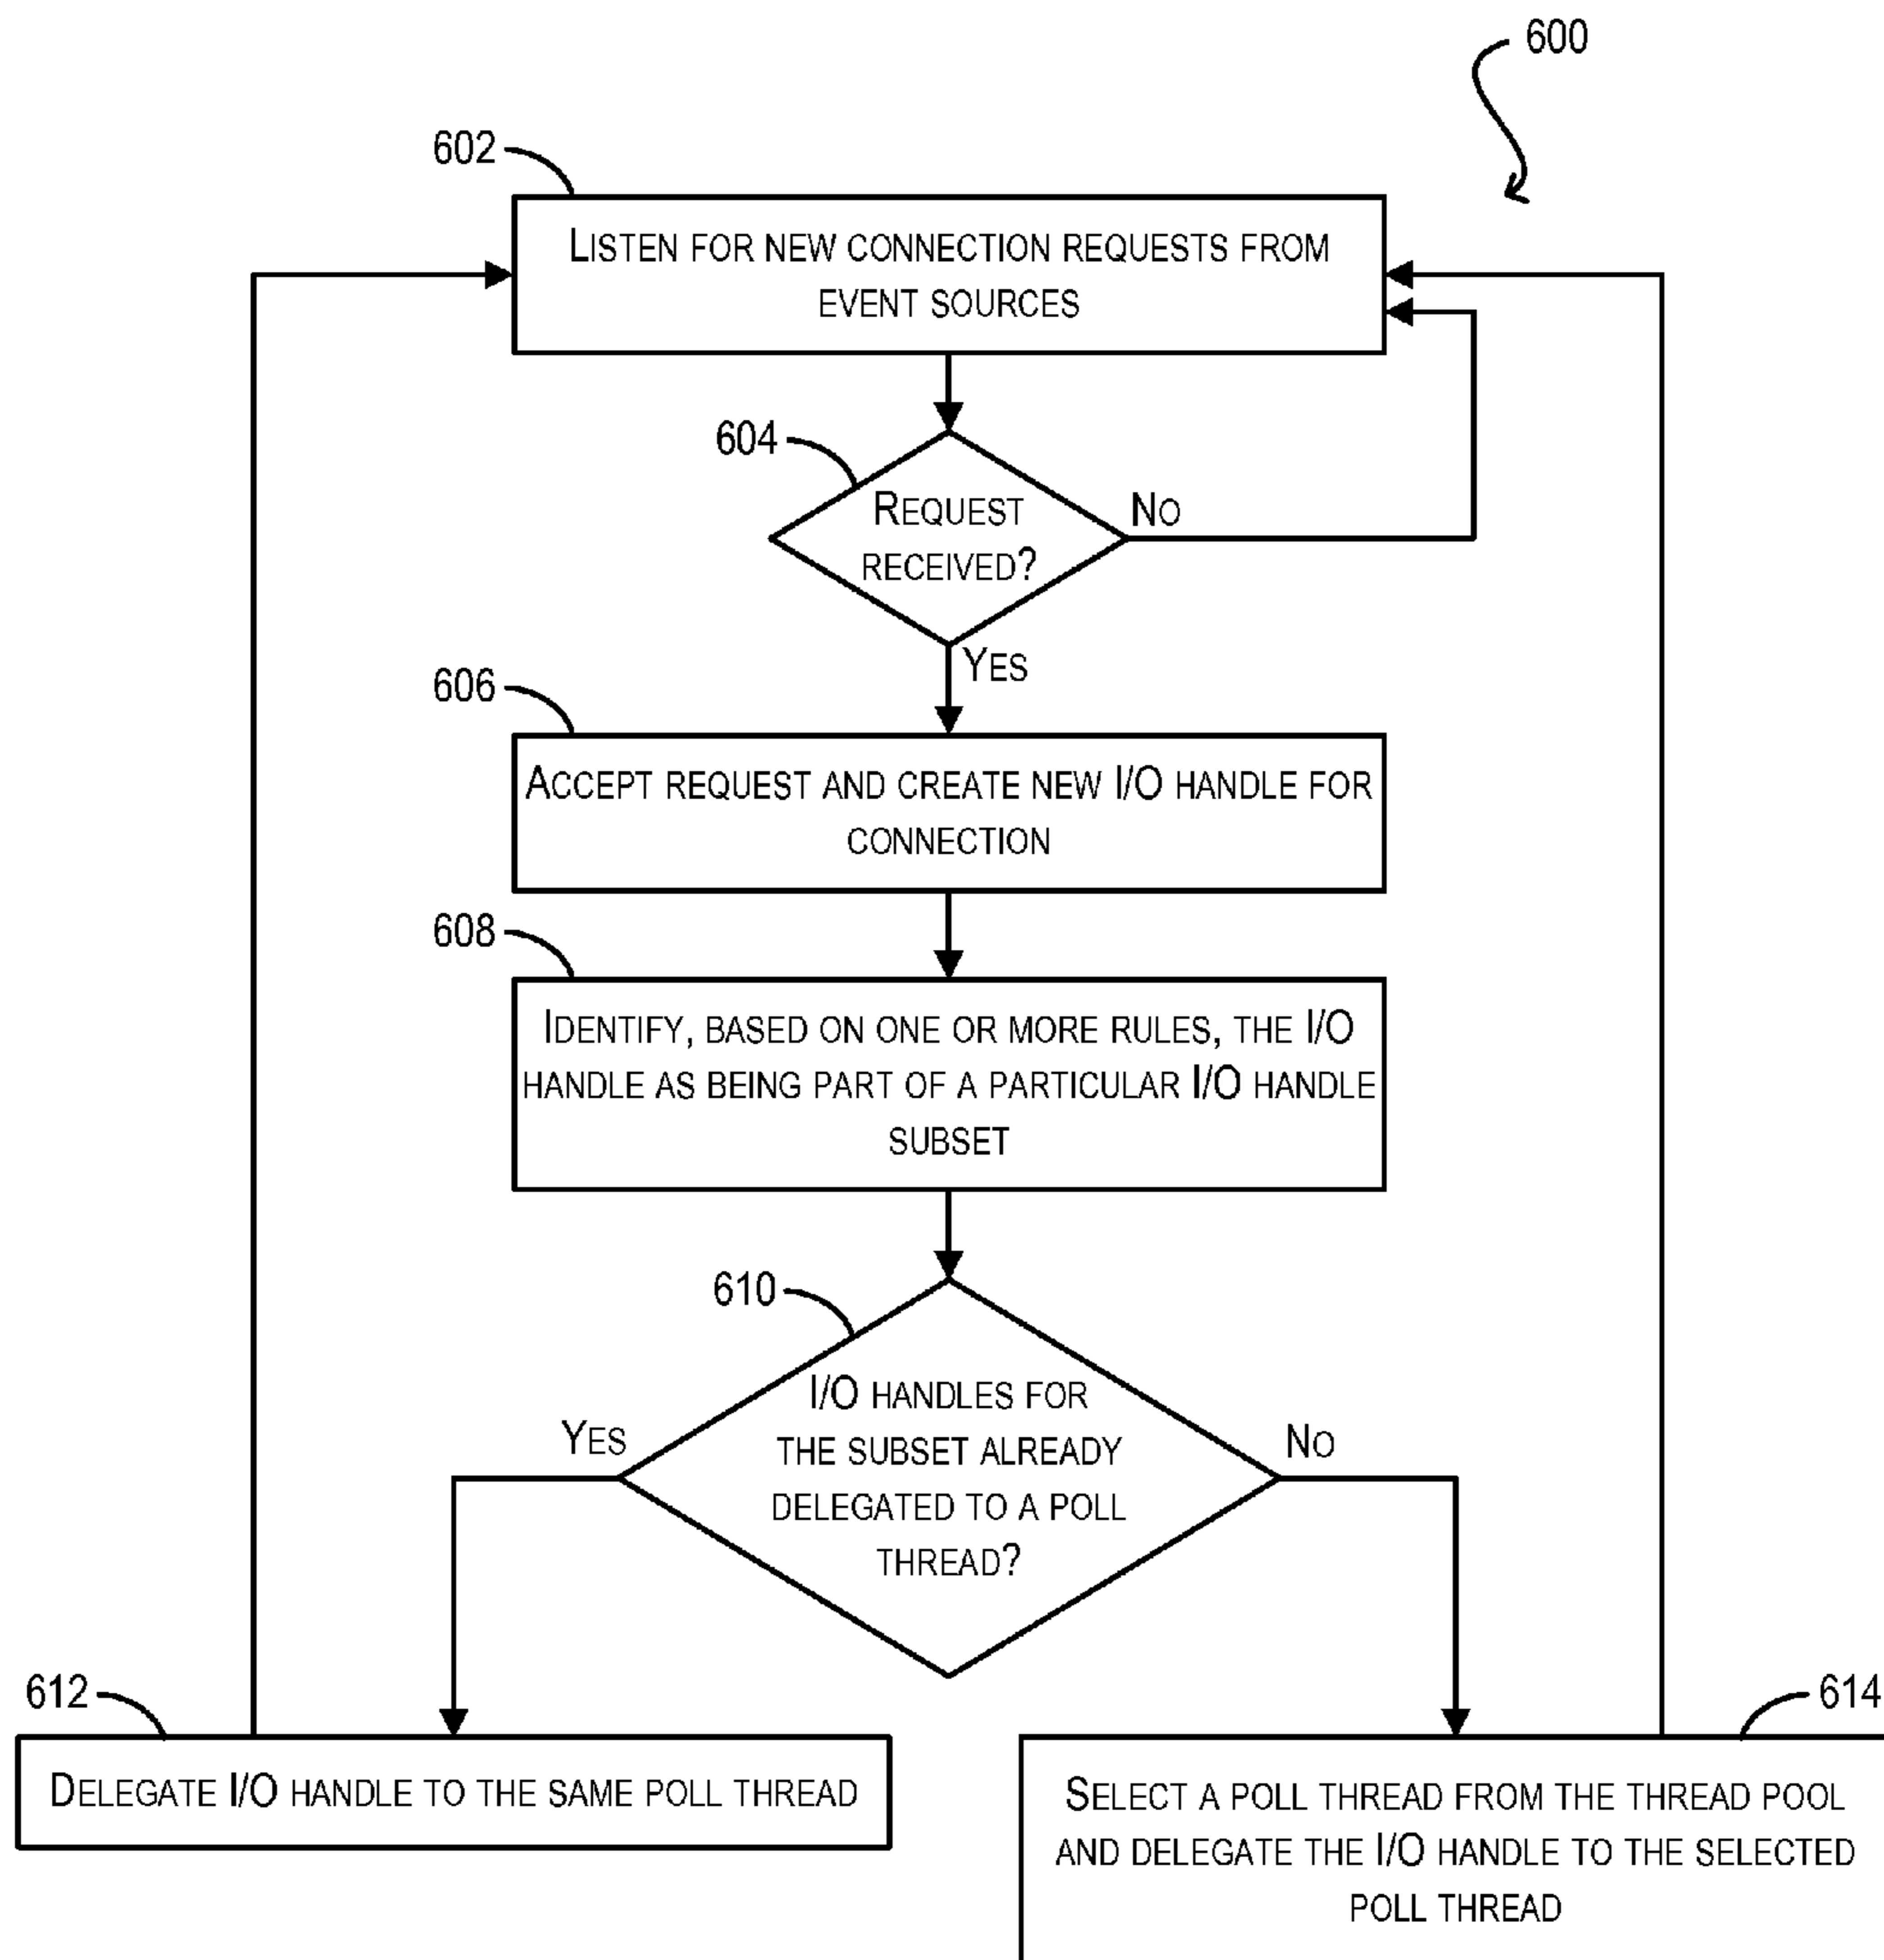 600
602
LISTEN FOR NEW CONNECTION REQUESTS FROM
EVENT SOURCES
604
REQUEST
RECEIVED?
NO
YES
606
ACCEPT REQUEST AND CREATE NEW I/O HANDLE FOR
CONNECTION
608
IDENTIFY, BASED ON ONE OR MORE RULES, THE I/O
HANDLE AS BEING PART OF A PARTICULAR I/O HANDLE
SUBSET
610
I/O HANDLES FOR
THE SUBSET ALREADY
DELEGATED TO A POLL
THREAD?
YES
NO
612
DELEGATE I/O HANDLE TO THE SAME POLL THREAD
614
SELECT A POLL THREAD FROM THE THREAD POOL
AND DELEGATE THE I/O HANDLE TO THE SELECTED
POLL THREAD